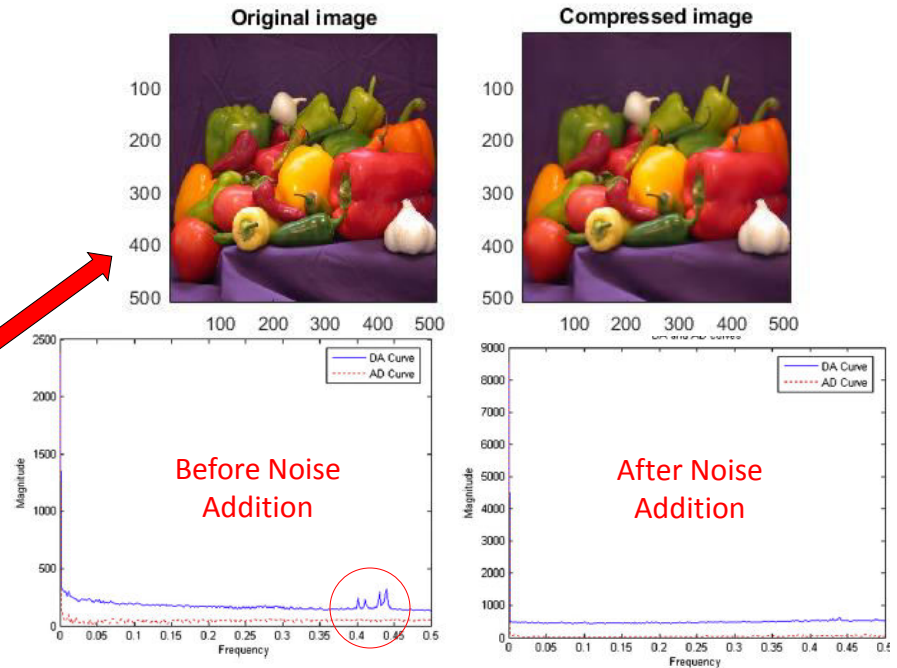 Original image
Compressed image
100
200
300
400
500
100 200 300 400 500
100 200 300 400 500
DA and AD curves
2500
2000
1500
1000
500
0
Magnitude
DA Curve
AD Curve
Before Noise
Addition
0 0.05 0.1 0.15 0.2 0.25 0.3 0.35 0.4 0.45 0.5
Frequency
9000
8000
7000
6000
5000
4000
3000
2000
1000
0
Magnitude
DA Curve
AD Curve
After Noise
Addition
0 0.05 0.1 0.15 0.2 0.25 0.3 0.35 0.4 0.45 0.5
Frequency
100
200
300
400
500